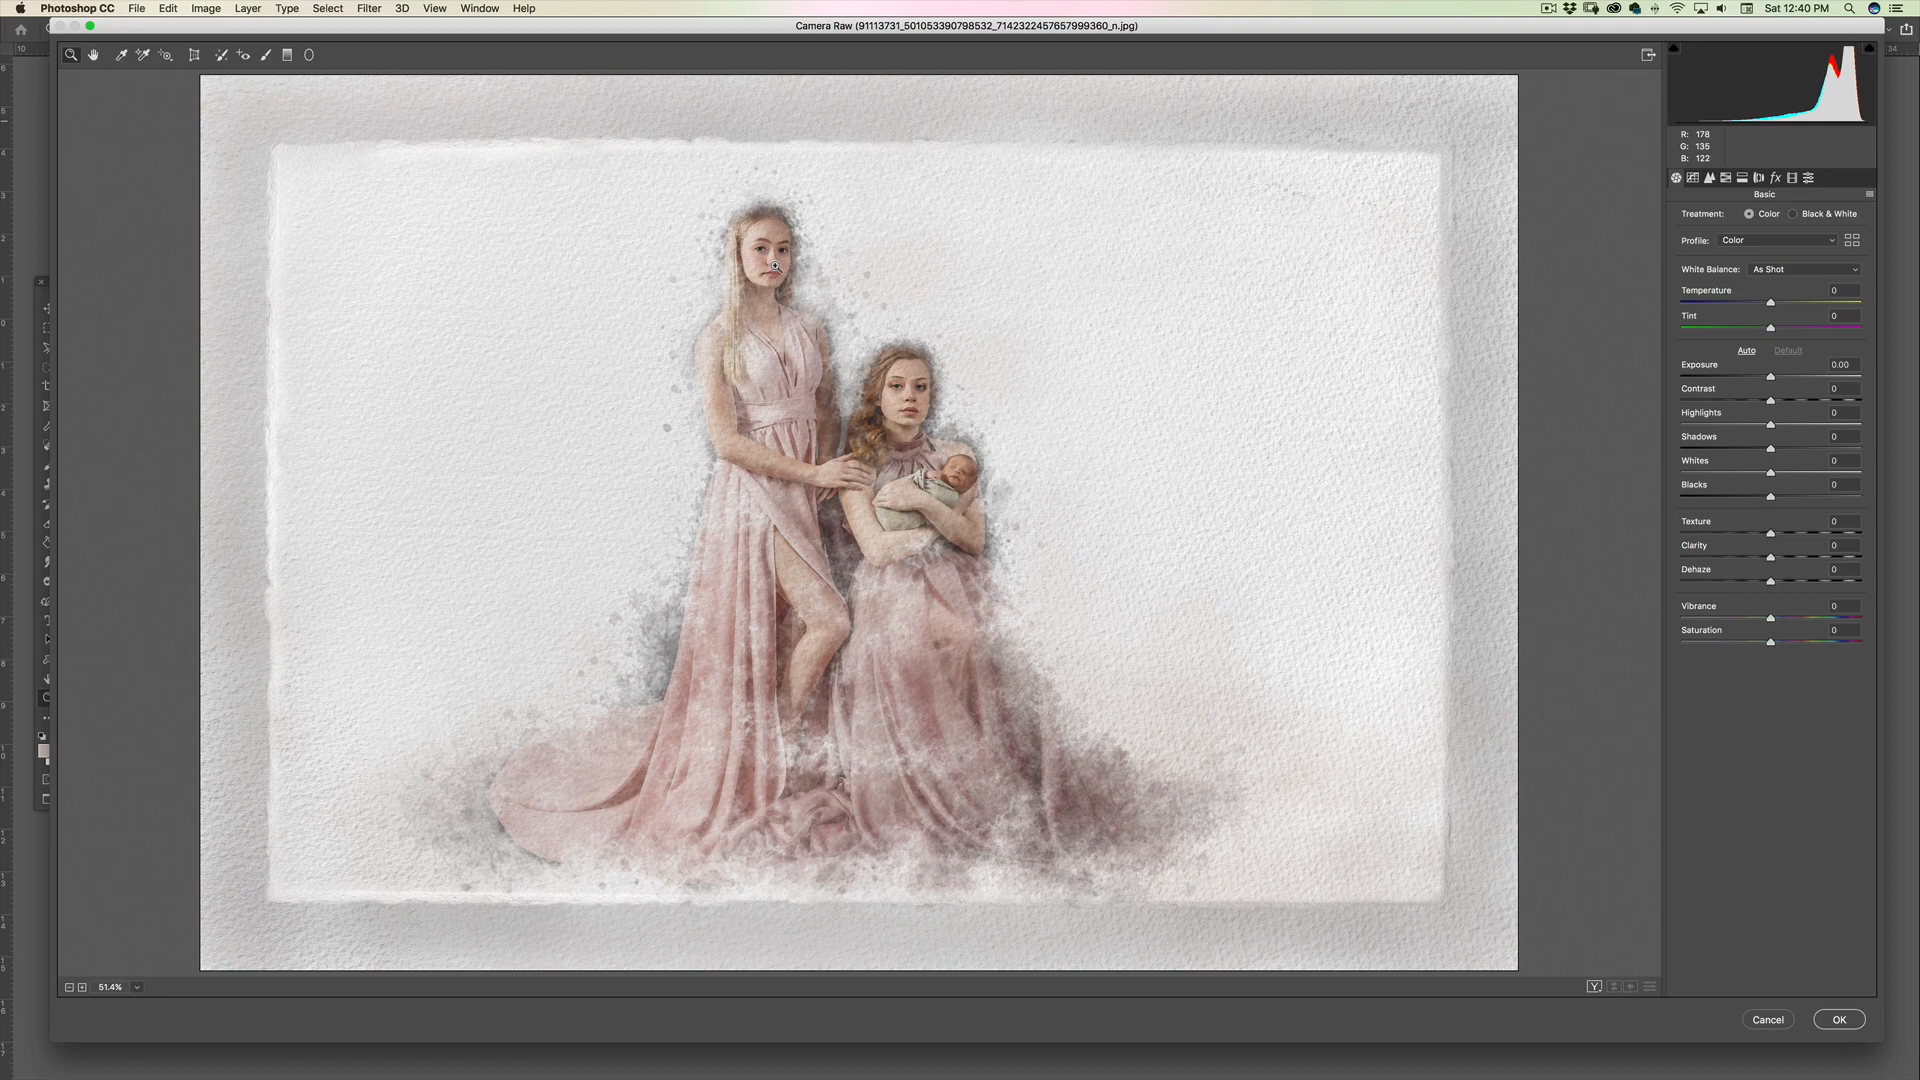 Photoshop CC File Edit Image Layer Type Select Filter 3D View Window Help Sat 12:40 PM
Camera Raw (91113731_501053390798532_7142322457657999360_n.jpg)
10
34
R: 178
G: 135
B: 122
fx
Basic
Treatment: Color Black & White
Profile: Color
White Balance: As Shot
Temperature 0
Tint 0
Auto Default
Exposure 0.00
Contrast 0
Highlights 0
Shadows 0
Whites 0
Blacks 0
Texture 0
Clarity 0
Dehaze 0
Vibrance 0
Saturation 0
51.4%
Y
Cancel OK